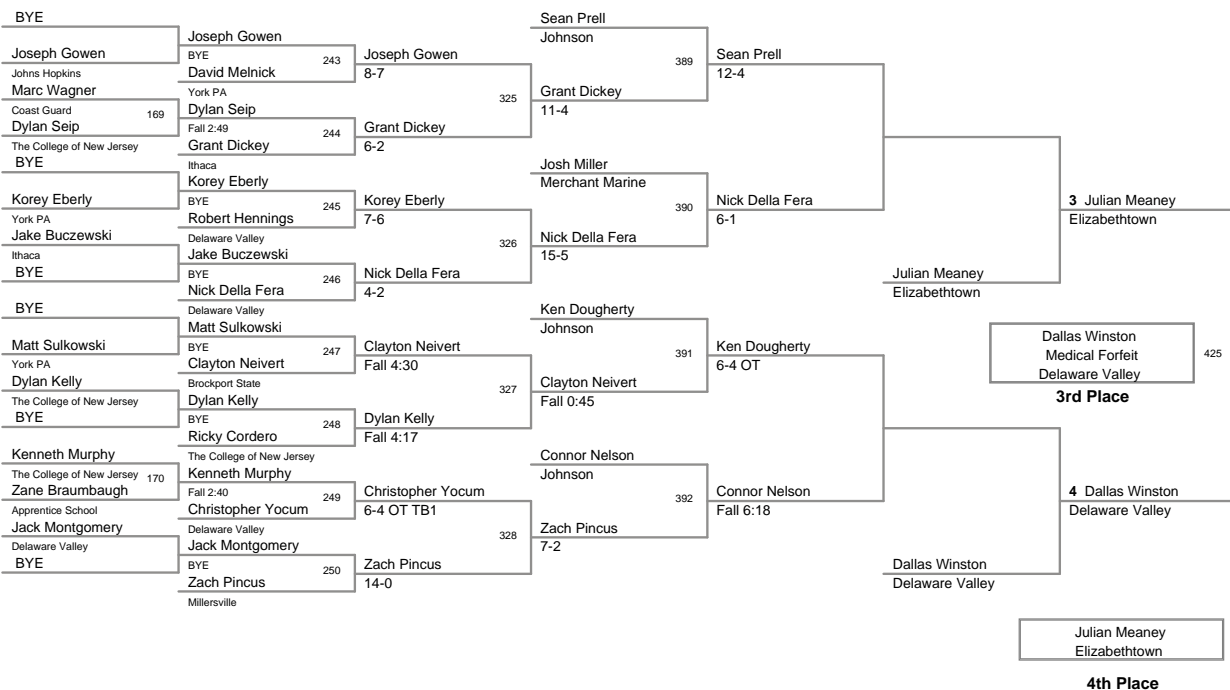 BYE
Joseph Gowen
Johns Hopkins
Marc Wagner
Coast Guard
169
Dylan Seip
The College of New Jersey
BYE
Korey Eberly
York PA
Jake Buczewski
Ithaca
BYE
BYE
Matt Sulkowski
York PA
Dylan Kelly
The College of New Jersey
BYE
Kenneth Murphy
The College of New Jersey
170
Zane Braumbaugh
Apprentice School
Jack Montgomery
Delaware Valley
BYE
Joseph Gowen
BYE
243
David Melnick
York PA
Dylan Seip
Fall 2:49
244
Grant Dickey
Ithaca
Korey Eberly
BYE
245
Robert Hennings
Delaware Valley
Jake Buczewski
BYE
246
Nick Della Fera
Delaware Valley
Matt Sulkowski
BYE
247
Clayton Neivert
Brockport State
Dylan Kelly
BYE
248
Ricky Cordero
The College of New Jersey
Kenneth Murphy
Fall 2:40
249
Christopher Yocum
Delaware Valley
Jack Montgomery
BYE
250
Zach Pincus
Millersville
Joseph Gowen
8-7
325
Grant Dickey
6-2
Korey Eberly
7-6
326
Nick Della Fera
4-2
Clayton Neivert
Fall 4:30
327
Dylan Kelly
Fall 4:17
Christopher Yocum
6-4 OT TB1
328
Zach Pincus
14-0
Sean Prell
Johnson
389
Grant Dickey
11-4
Josh Miller
Merchant Marine
390
Nick Della Fera
15-5
Ken Dougherty
Johnson
391
Clayton Neivert
Fall 0:45
Connor Nelson
Johnson
392
Zach Pincus
7-2
Sean Prell
12-4
Nick Della Fera
6-1
Ken Dougherty
6-4 OT
Connor Nelson
Fall 6:18
Julian Meaney
Elizabethtown
Dallas Winston
Delaware Valley
3 Julian Meaney
Elizabethtown
4 Dallas Winston
Delaware Valley
Dallas Winston
Medical Forfeit
425
Delaware Valley
3rd Place
Julian Meaney
Elizabethtown
4th Place